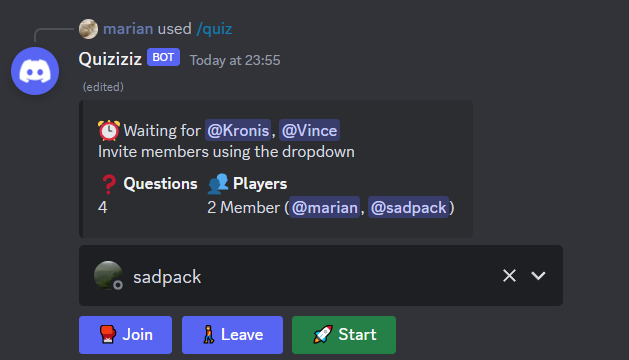 marian used /quiz
Quiziziz BOT Today at 23:55
(edited)
Waiting for @Kronis, @Vince
Invite members using the dropdown
Questions Players
4 2 Member (@marian, @sadpack)
sadpack
Join Leave Start